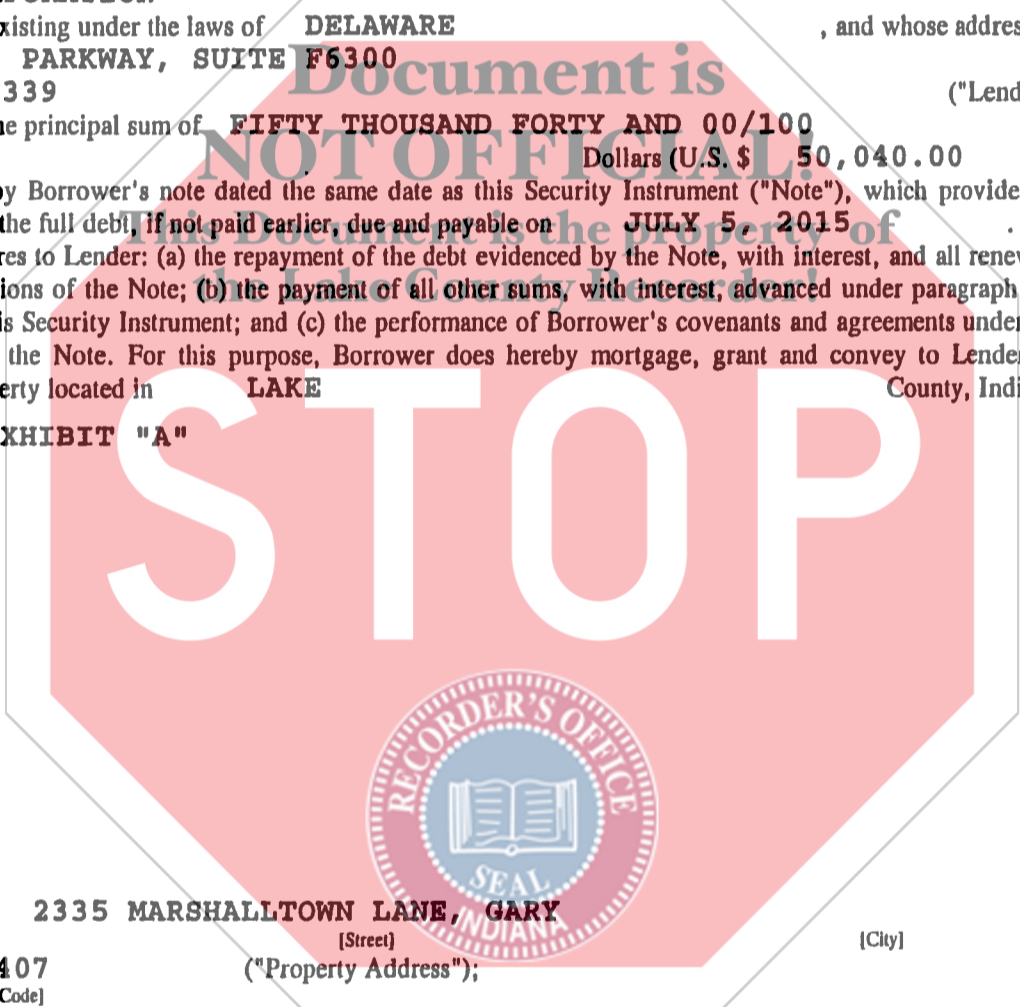 xisting under the laws of DELAWARE , and whose addres
PARKWAY, SUITE F6300
Document is
339 ("Lend
e principal sum of FIFTY THOUSAND FORTY AND 00/100
NOT OFFICIAL!
Dollars (U.S. $ 50,040.00
y Borrower's note dated the same date as this Security Instrument ("Note"), which provide
the full debt, if not paid earlier, due and payable on JULY 5, 2015 .
This Document is the property of
res to Lender: (a) the repayment of the debt evidenced by the Note, with interest, and all renew
ions of the Note; (b) the payment of all other sums, with interest, advanced under paragraph
the Lake County Recorder!
is Security Instrument; and (c) the performance of Borrower's covenants and agreements under
the Note. For this purpose, Borrower does hereby mortgage, grant and convey to Lender
erty located in LAKE County, Indi
XHIBIT "A"
STOP
RECORDER'S OFFICE
SEAL
INDIANA
2335 MARSHALLTOWN LANE, GARY
[Street] [City]
407 ("Property Address");
Code]